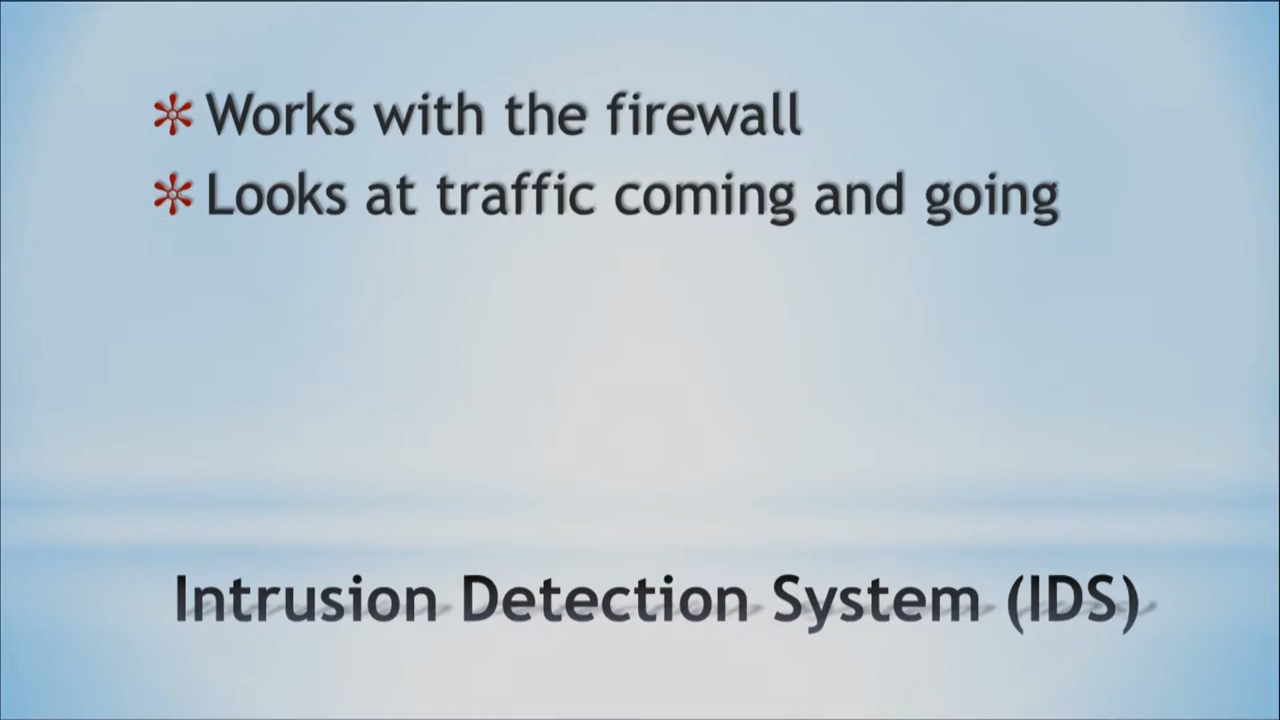 Works with the firewall
Looks at traffic coming and going
Intrusion Detection System (IDS)